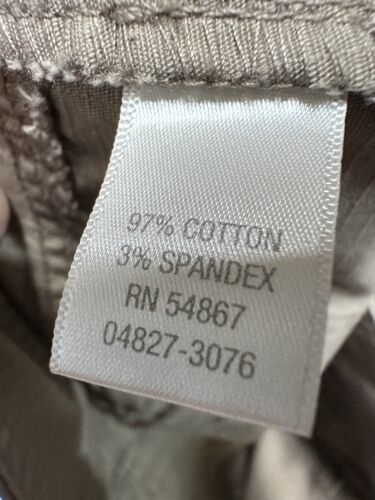 97% COTTON
3% SPANDEX
RN 54867
04827-3076